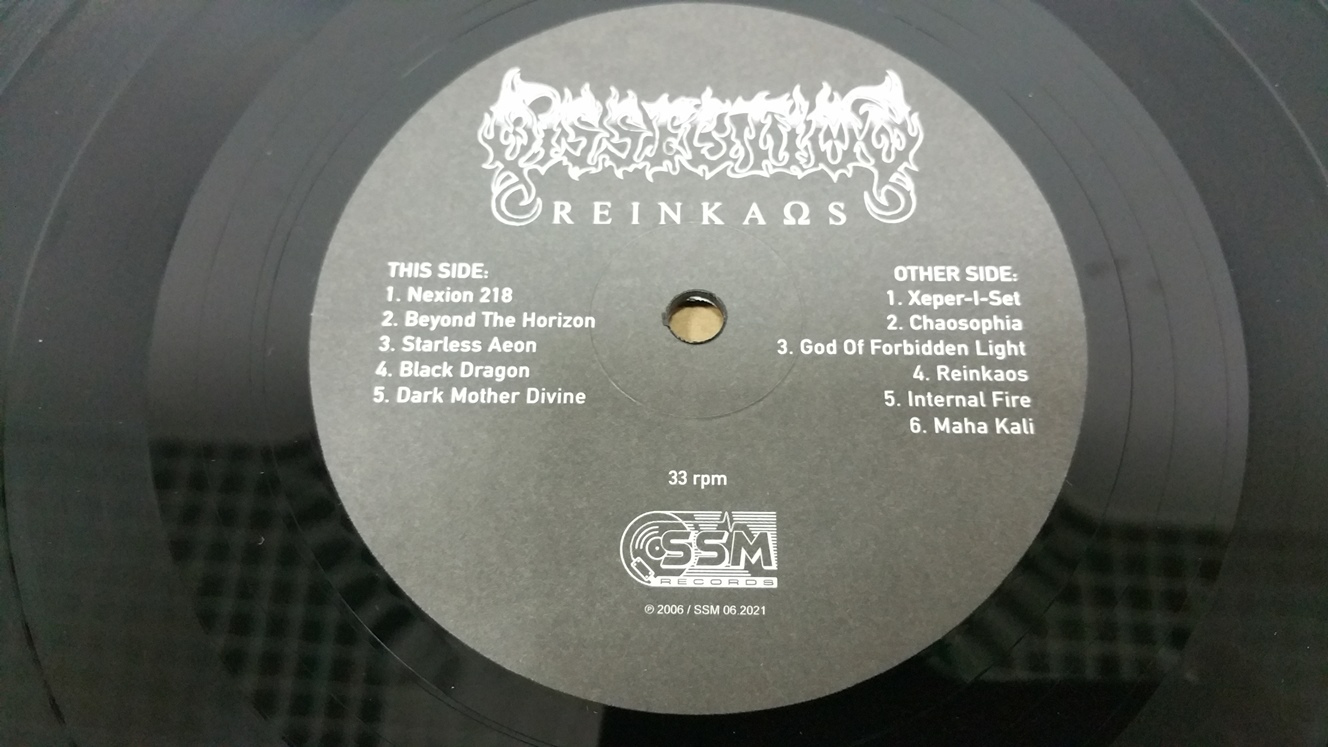 DISSECTION
REINKAΩS
THIS SIDE:
1. Nexion 218
2. Beyond The Horizon
3. Starless Aeon
4. Black Dragon
5. Dark Mother Divine
OTHER SIDE:
1. Xeper-I-Set
2. Chaosophia
3. God Of Forbidden Light
4. Reinkaos
5. Internal Fire
6. Maha Kali
33 rpm
SSM
RECORDS
℗ 2006 / SSM 06.2021